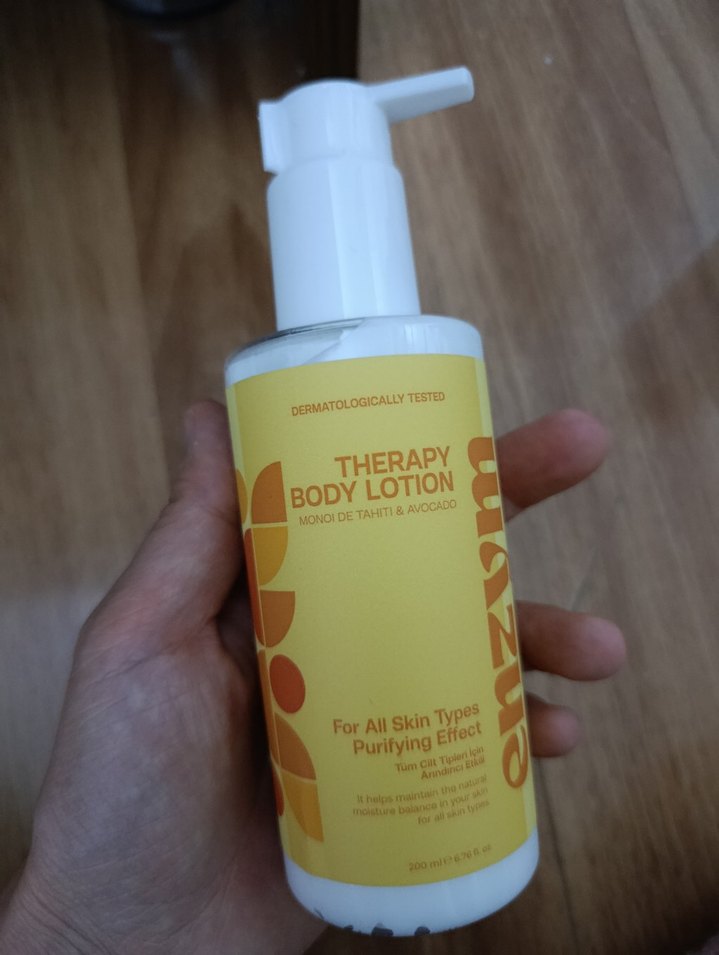 DERMATOLOGICALLY TESTED
THERAPY
BODY LOTION
MONOI DE TAHITI & AVOCADO
For All Skin Types
Purifying Effect
Tüm Cilt Tipleri İçin
Arındırıcı Etkili
It helps maintain the natural
moisture balance in your skin
for all skin types
200 ml ℮ 6.76 fl. oz